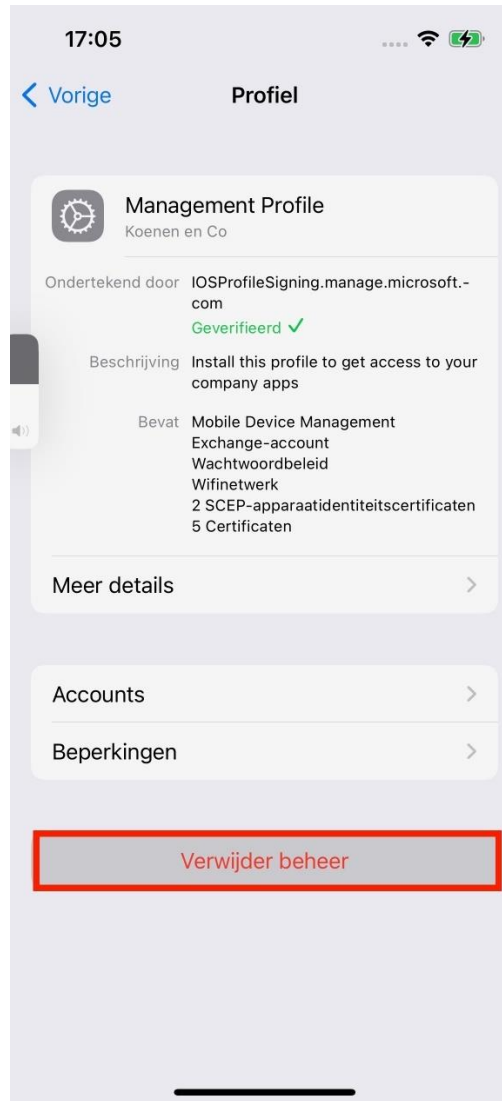 17:05
Vorige
Profiel
Management Profile
Koenen en Co
Ondertekend door IOSProfileSigning.manage.microsoft.-
com
Geverifieerd ✓
Beschrijving Install this profile to get access to your
company apps
Bevat Mobile Device Management
Exchange-account
Wachtwoordbeleid
Wifinetwerk
2 SCEP-apparaatidentiteitscertificaten
5 Certificaten
Meer details
Accounts
Beperkingen
Verwijder beheer